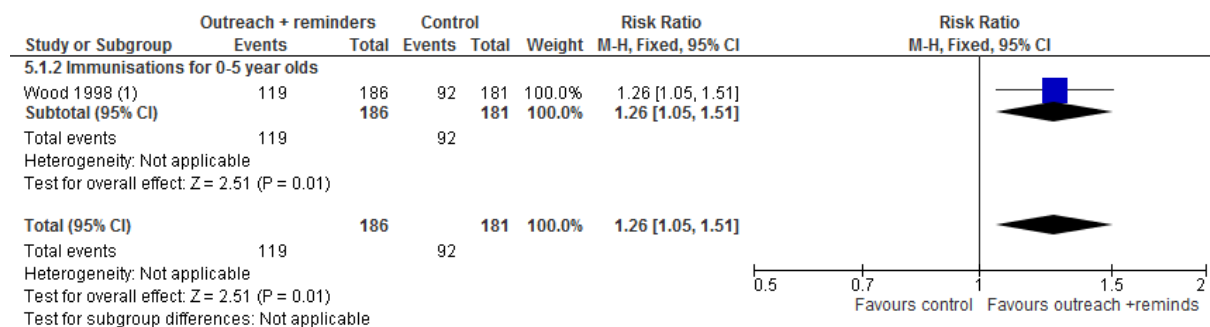 Outreach + reminders Control Risk Ratio Risk Ratio
Study or Subgroup Events Total Events Total Weight M-H, Fixed, 95% CI M-H, Fixed, 95% CI
5.1.2 Immunisations for 0-5 year olds
Wood 1998 (1) 119 186 92 181 100.0% 1.26 [1.05, 1.51]
Subtotal (95% CI) 186 181 100.0% 1.26 [1.05, 1.51]
Total events 119 92
Heterogeneity: Not applicable
Test for overall effect: Z = 2.51 (P = 0.01)
Total (95% CI) 186 181 100.0% 1.26 [1.05, 1.51]
Total events 119 92
Heterogeneity: Not applicable
Test for overall effect: Z = 2.51 (P = 0.01)
Test for subgroup differences: Not applicable
0.5 0.7 1 1.5 2
Favours control Favours outreach +reminds